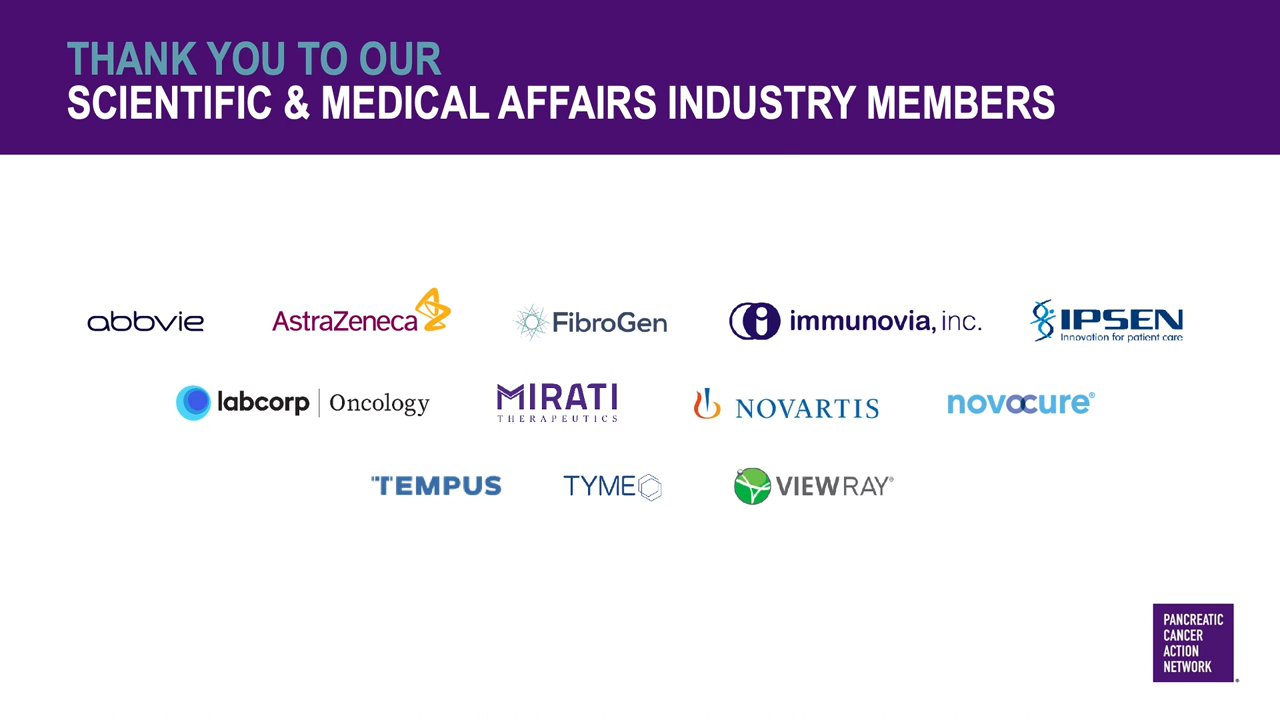 THANK YOU TO OUR
SCIENTIFIC & MEDICAL AFFAIRS INDUSTRY MEMBERS
abbvie
AstraZeneca
FibroGen
immunovia, inc.
IPSEN
Innovation for patient care
labcorp | Oncology
MIRATI
THERAPEUTICS
NOVARTIS
novocure®
TEMPUS
TYME
VIEWRAY®
PANCREATIC
CANCER
ACTION
NETWORK
®